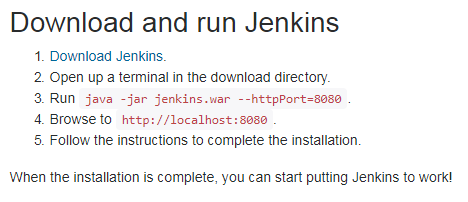 Download and run Jenkins
1. Download Jenkins.
2. Open up a terminal in the download directory.
3. Run java -jar jenkins.war --httpPort=8080.
4. Browse to http://localhost:8080.
5. Follow the instructions to complete the installation.
When the installation is complete, you can start putting Jenkins to work!